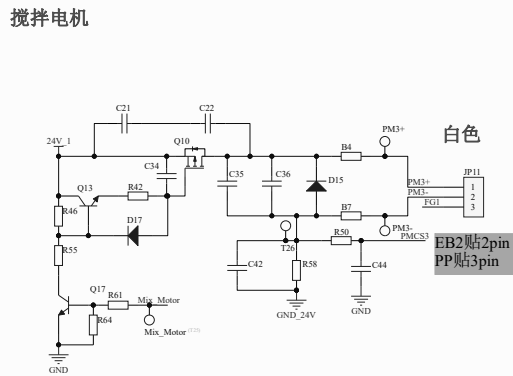 搅拌电机
C21
C22
24V_1
Q10
B4
PM3+
白色
C34
C35
C36
JP11
Q13
R42
D15
PM3+
1
PM3-
2
R46
D17
B7
FG1
3
R50
PM3-
PMCS3
EB2贴2pin
R55
T26
PP贴3pin
C42
R58
C44
Q17
R61
Mix_Motor
GND_24V
GND
R64
Mix_Motor
GND